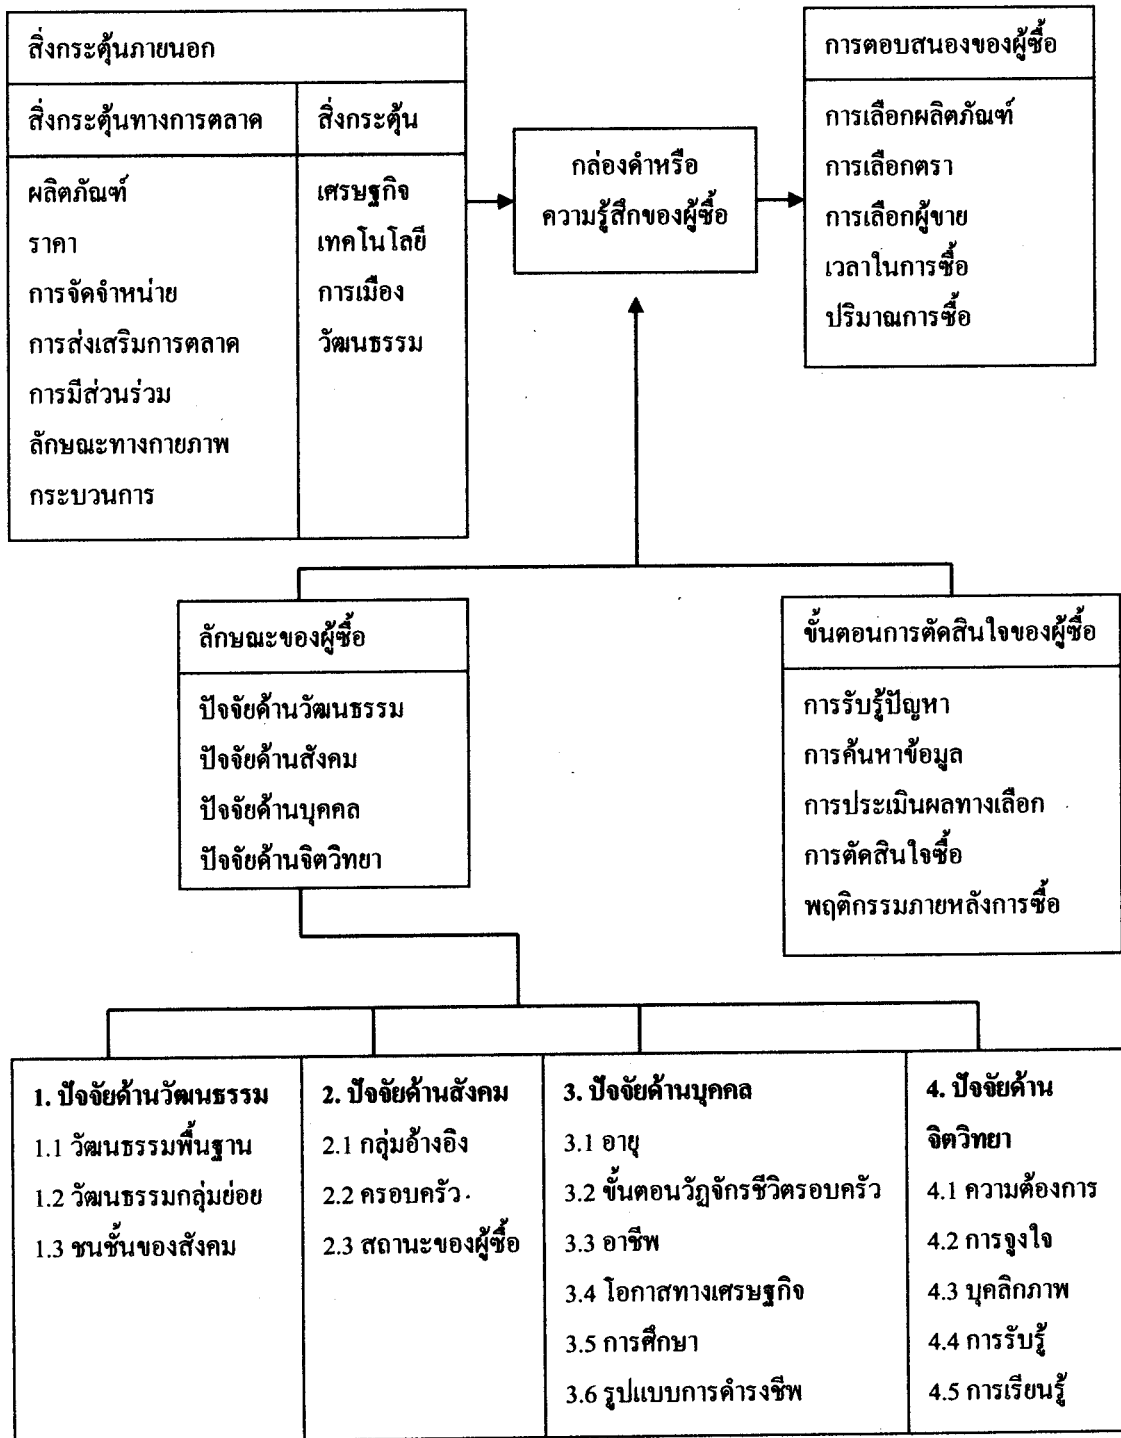 สิ่งกระตุ้นภายนอก
สิ่งกระตุ้นทางการตลาด
ผลิตภัณฑ์
ราคา
การจัดจำหน่าย
การส่งเสริมการตลาด
การมีส่วนร่วม
ลักษณะทางกายภาพ
กระบวนการ
สิ่งกระตุ้น
เศรษฐกิจ
เทคโนโลยี
การเมือง
วัฒนธรรม
กล่องดำหรือ
ความรู้สึกของผู้ซื้อ
การตอบสนองของผู้ซื้อ
การเลือกผลิตภัณฑ์
การเลือกตรา
การเลือกผู้ขาย
เวลาในการซื้อ
ปริมาณการซื้อ
ลักษณะของผู้ซื้อ
ปัจจัยด้านวัฒนธรรม
ปัจจัยด้านสังคม
ปัจจัยด้านบุคคล
ปัจจัยด้านจิตวิทยา
ขั้นตอนการตัดสินใจของผู้ซื้อ
การรับรู้ปัญหา
การค้นหาข้อมูล
การประเมินผลทางเลือก
การตัดสินใจซื้อ
พฤติกรรมภายหลังการซื้อ
1. ปัจจัยด้านวัฒนธรรม
1.1 วัฒนธรรมพื้นฐาน
1.2 วัฒนธรรมกลุ่มย่อย
1.3 ชนชั้นของสังคม
2. ปัจจัยด้านสังคม
2.1 กลุ่มอ้างอิง
2.2 ครอบครัว
2.3 สถานะของผู้ซื้อ
3. ปัจจัยด้านบุคคล
3.1 อายุ
3.2 ขั้นตอนวัฏจักรชีวิตรอบครัว
3.3 อาชีพ
3.4 โอกาสทางเศรษฐกิจ
3.5 การศึกษา
3.6 รูปแบบการดำรงชีพ
4. ปัจจัยด้าน
จิตวิทยา
4.1 ความต้องการ
4.2 การจูงใจ
4.3 บุคลิกภาพ
4.4 การรับรู้
4.5 การเรียนรู้